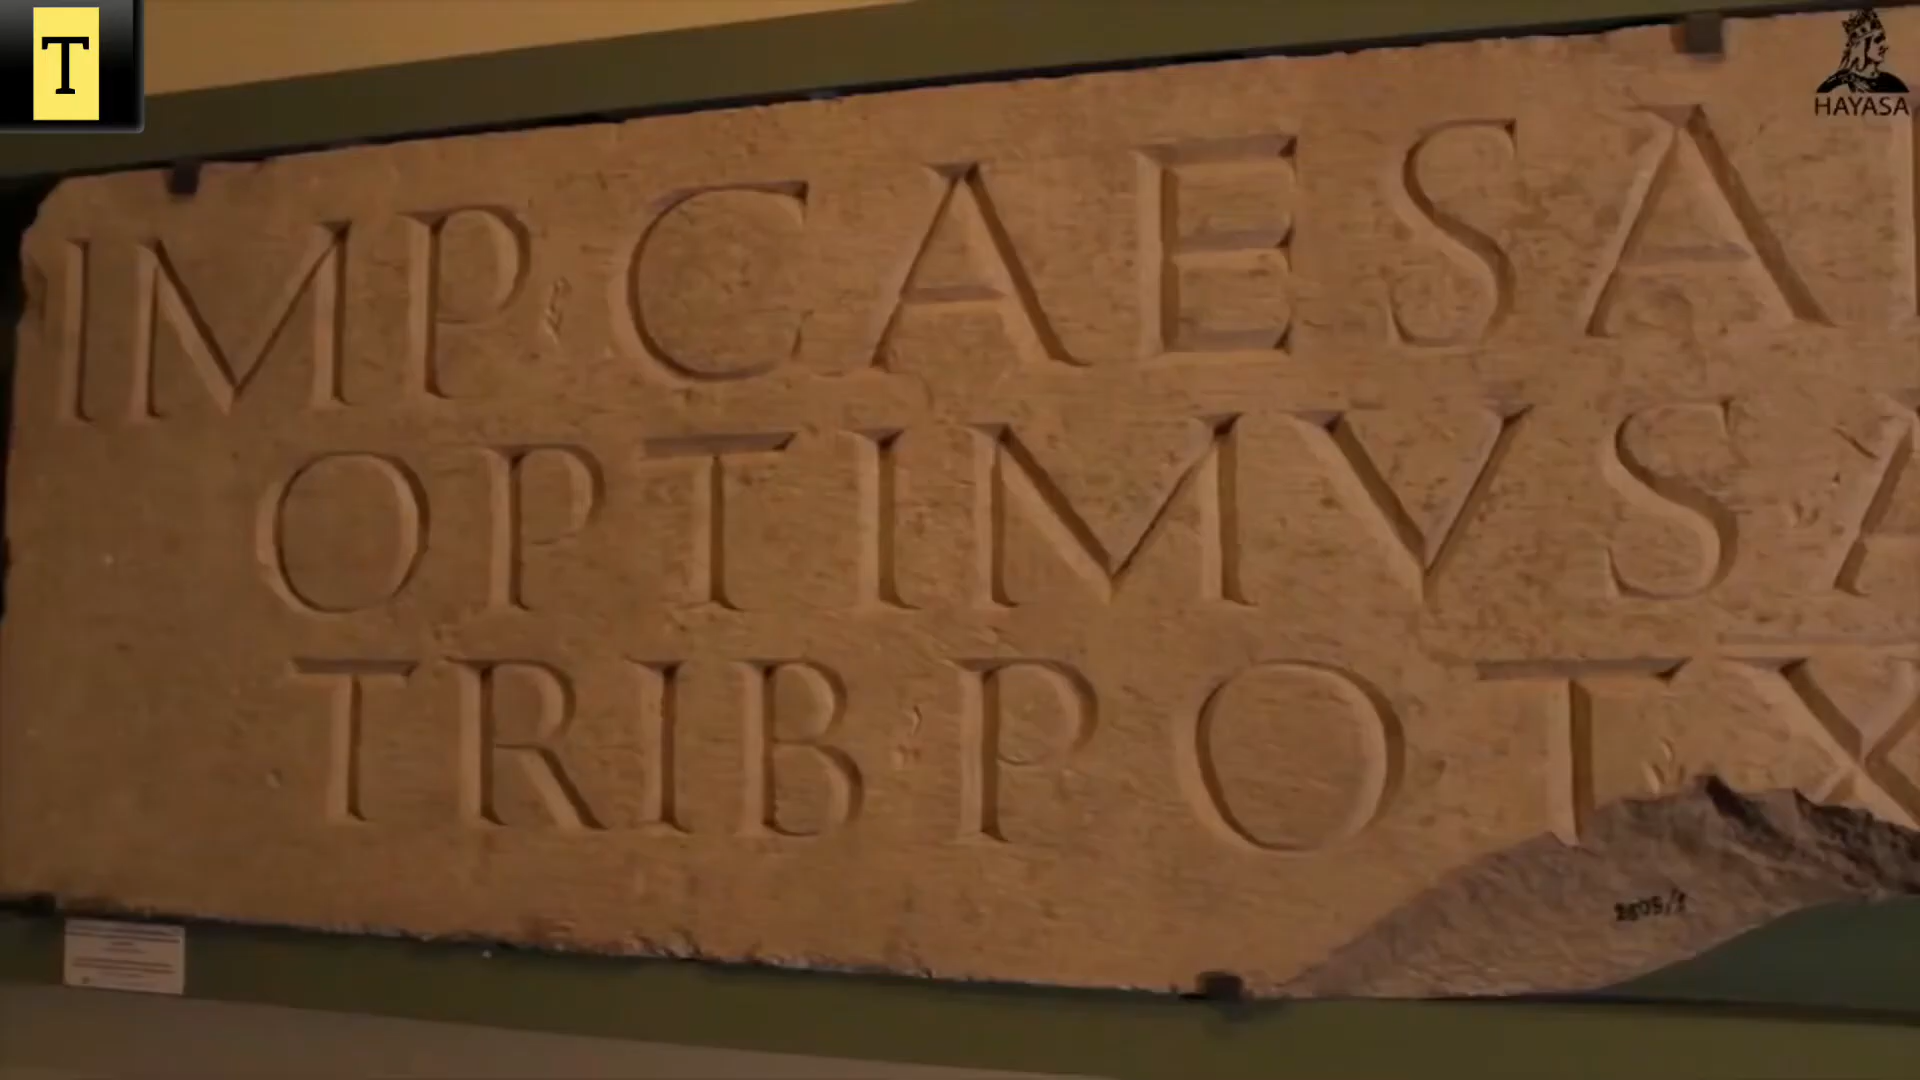 T
HAYASA
IMP CAESA
OPTIMVS
TRIB POT X